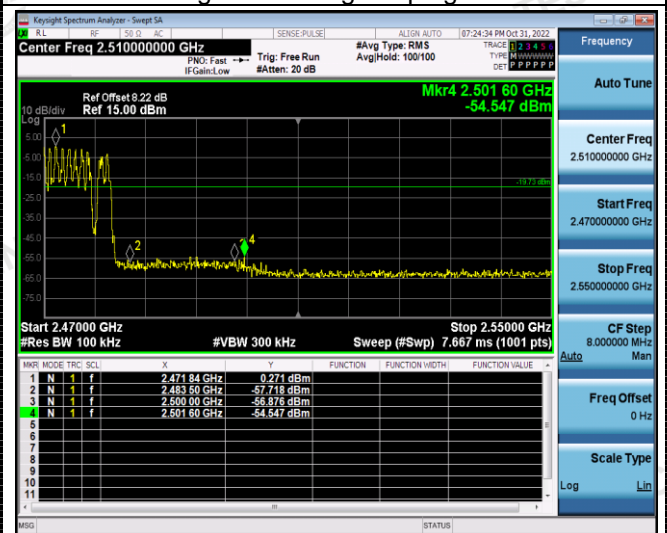 Keysight Spectrum Analyzer - Swept SA
RL RF 50 Ω AC SENSE:PULSE ALIGN AUTO 07:24:34 PM Oct 31, 2022
Center Freq 2.510000000 GHz
PNO: Fast Trig: Free Run #Avg Type: RMS TRACE 1 2 3 4 5 6
IFGain:Low #Atten: 20 dB Avg|Hold: 100/100 TYPE M W W W W W
DET P P P P P P
Mkr4 2.501 60 GHz
-54.547 dBm
Ref Offset 8.22 dB
10 dB/div Ref 15.00 dBm
Log
5.00
-5.00
-15.0
-25.0
-35.0
-45.0
-55.0
-65.0
-75.0
1
2
4
-19.73 dBm
Start 2.47000 GHz Stop 2.55000 GHz
#Res BW 100 kHz #VBW 300 kHz Sweep (#Swp) 7.667 ms (1001 pts)
MKR MODE TRC SCL X Y FUNCTION FUNCTION WIDTH FUNCTION VALUE
1 N 1 f 2.471 84 GHz 0.271 dBm
2 N 1 f 2.483 50 GHz -57.718 dBm
3 N 1 f 2.500 00 GHz -56.876 dBm
4 N 1 f 2.501 60 GHz -54.547 dBm
5
6
7
8
9
10
11
MSG STATUS
Frequency
Auto Tune
Center Freq
2.510000000 GHz
Start Freq
2.470000000 GHz
Stop Freq
2.550000000 GHz
CF Step
8.000000 MHz
Auto Man
Freq Offset
0 Hz
Scale Type
Log Lin